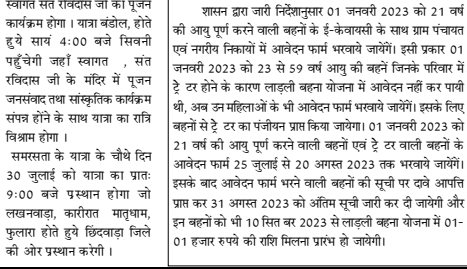 स्वागत संत रविदास जी का पूजन
कार्यक्रम होगा । यात्रा बंडोल, होते
हुये सायं 4:00 बजे सिवनी
पहुँचेगी जहाँ स्वागत , संत
रविदास जी के मंदिर में पूजन
जनसंवाद तथा सांस्कृतिक कार्यक्रम
संपन्न होने के साथ यात्रा का रात्रि
विश्राम होगा ।
समरसता के यात्रा के चौथे दिन
30 जुलाई को यात्रा का प्रातः
9:00 बजे प्रस्थान होगा जो
लखनवाड़ा, कारीरात मातृधाम,
फुलारा होते हुये छिंदवाड़ा जिले
की ओर प्रस्थान करेगी ।
शासन द्वारा जारी निर्देशानुसार 01 जनवरी 2023 को 21 वर्ष
की आयु पूर्ण करने वाली बहनों के ई-केवायसी के साथ ग्राम पंचायत
एवं नगरीय निकायों में आवेदन फार्म भरवाये जायेगें। इसी प्रकार 01
जनवरी 2023 को 23 से 59 वर्ष आयु की बहनें जिनके परिवार में
ट्रै टर होने के कारण लाड़ली बहना योजना में आवेदन नहीं कर पायी
थी, अब उन महिलाओं के भी आवेदन फार्म भरवाये जायेगें। इसके लिए
बहनों से ट्रै टर का पंजीयन प्राप्त किया जायेगा। 01 जनवरी 2023 को
21 वर्ष की आयु पूर्ण करने वाली बहनों एवं ट्रै टर वाली बहनों के
आवेदन फार्म 25 जुलाई से 20 अगस्त 2023 तक भरवाये जायेंगें।
इसके बाद आवेदन फार्म भरने वाली बहनों की सूची पर दावे आपत्ति
प्राप्त कर 31 अगस्त 2023 को अंतिम सूची जारी कर दी जायेगी और
इन बहनों को भी 10 सित बर 2023 से लाड़ली बहना योजना में 01-
01 हजार रुपये की राशि मिलना प्रारंभ हो जायेगी।